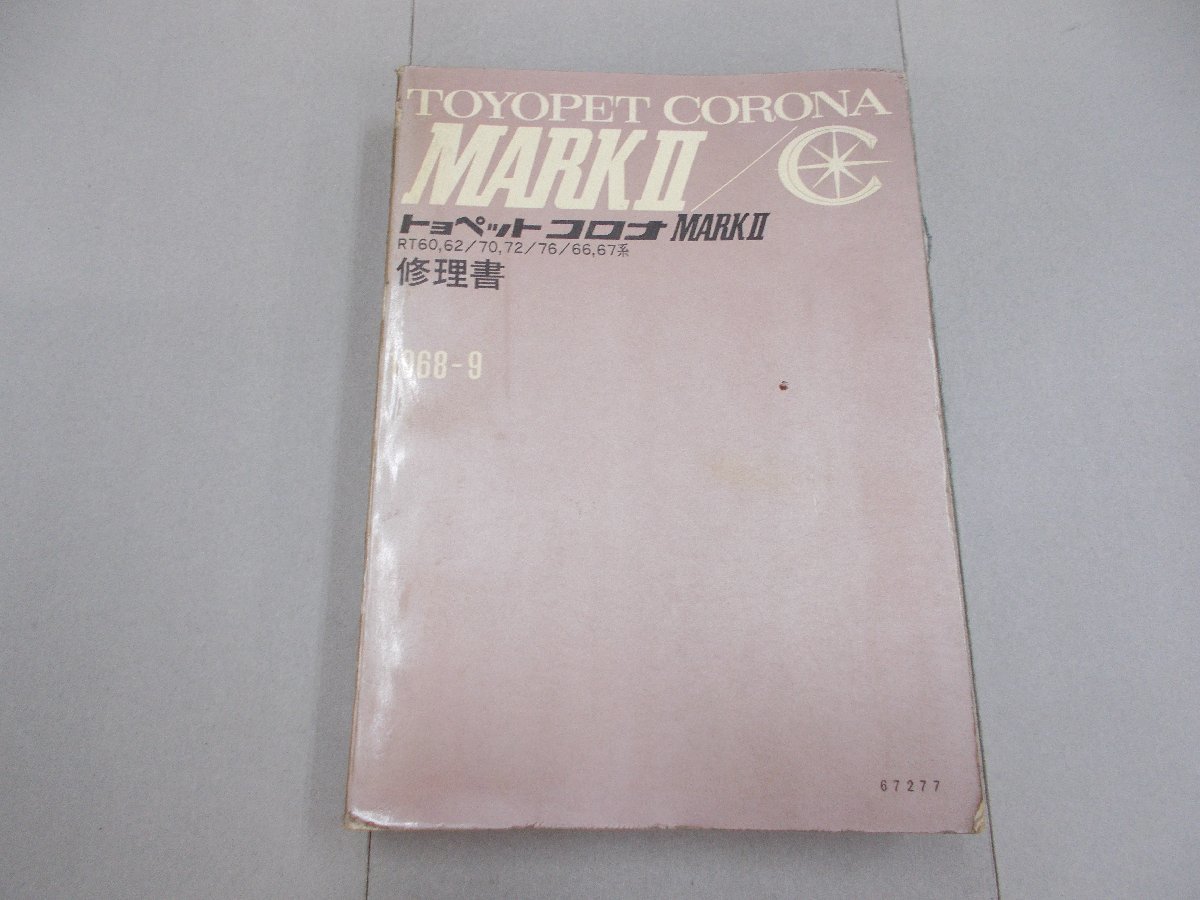 TOYOPET CORONA
MARK II / C
トヨペット コロナ MARK II
RT60,62/70,72/76/66,67系
修理書
1968-9
67277